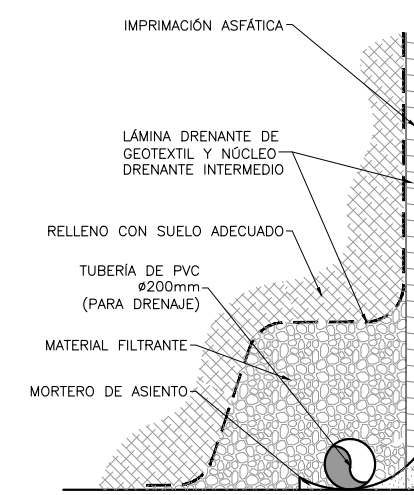 IMPRIMACIÓN ASFÁTICA
LÁMINA DRENANTE DE
GEOTEXTIL Y NÚCLEO
DRENANTE INTERMEDIO
RELLENO CON SUELO ADECUADO
TUBERÍA DE PVC
ø200mm
(PARA DRENAJE)
MATERIAL FILTRANTE
MORTERO DE ASIENTO